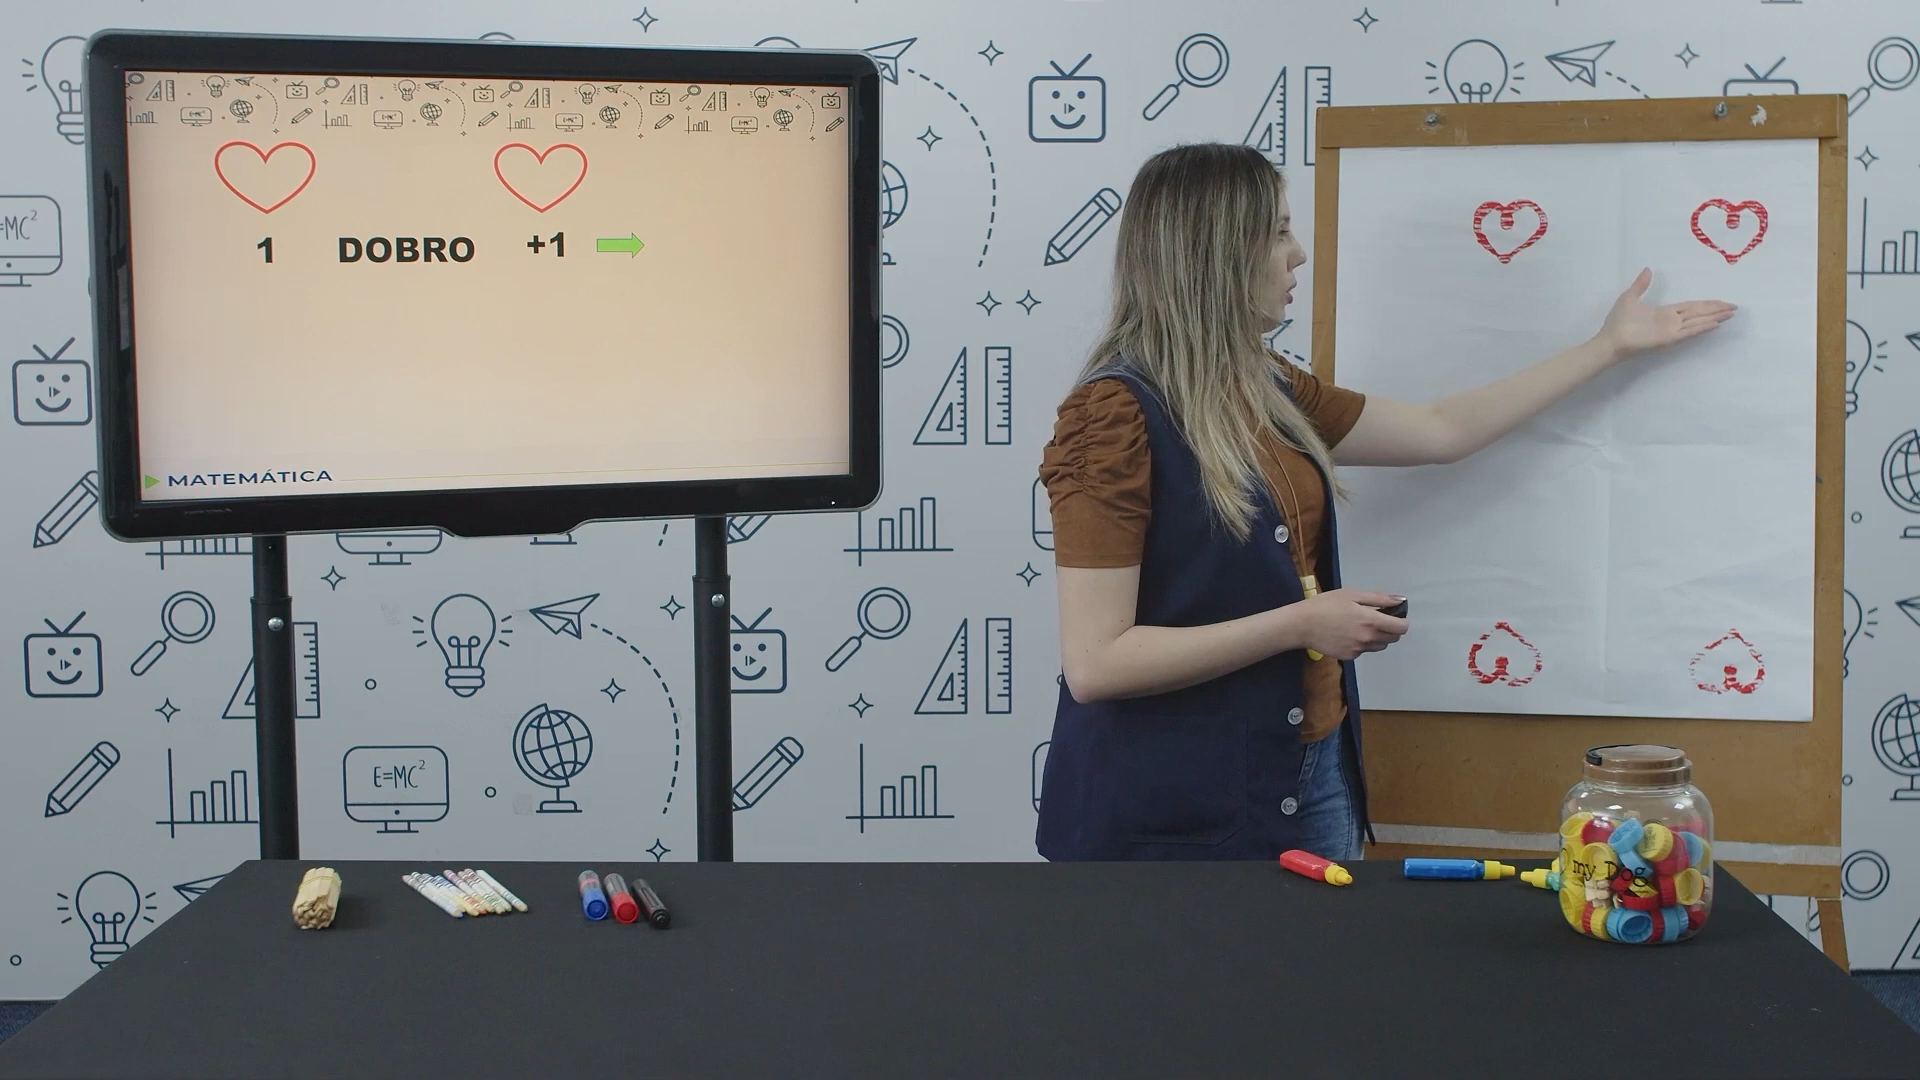 1 DOBRO +1
MATEMÁTICA
=MC²
E=MC²
my Dog